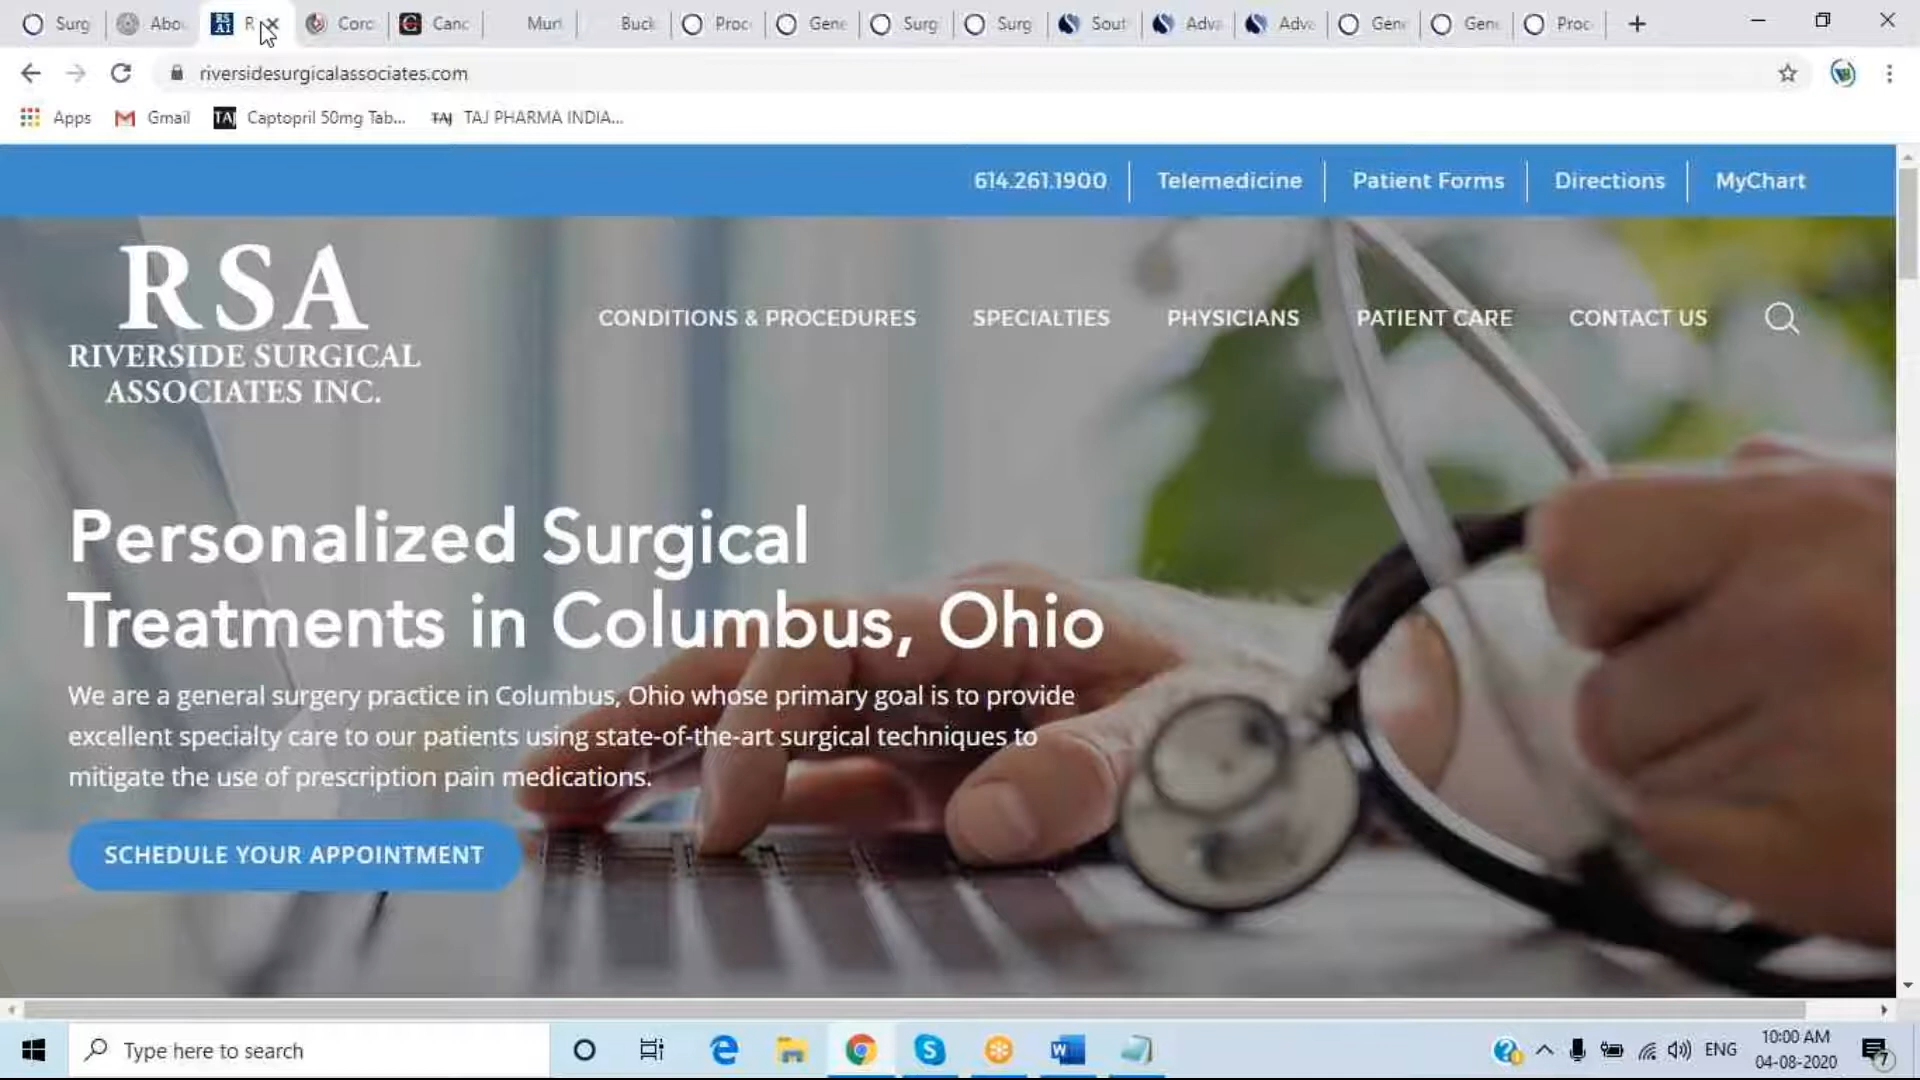 Surg
Abo
R
Corc
Canc
Muri
Buck
Proc
Gene
Surg
Surg
Sout
Adva
Adva
Gen
Gen
Proc
riversidesurgicalassociates.com
Apps
Gmail
TAJ
Captopril 50mg Tab...
TAJ
TAJ PHARMA INDIA...
614.261.1900
Telemedicine
Patient Forms
Directions
MyChart
RSA
RIVERSIDE SURGICAL
ASSOCIATES INC.
CONDITIONS & PROCEDURES
SPECIALTIES
PHYSICIANS
PATIENT CARE
CONTACT US
Personalized Surgical
Treatments in Columbus, Ohio
We are a general surgery practice in Columbus, Ohio whose primary goal is to provide
excellent specialty care to our patients using state-of-the-art surgical techniques to
mitigate the use of prescription pain medications.
SCHEDULE YOUR APPOINTMENT
Type here to search
ENG
10:00 AM
04-08-2020
7